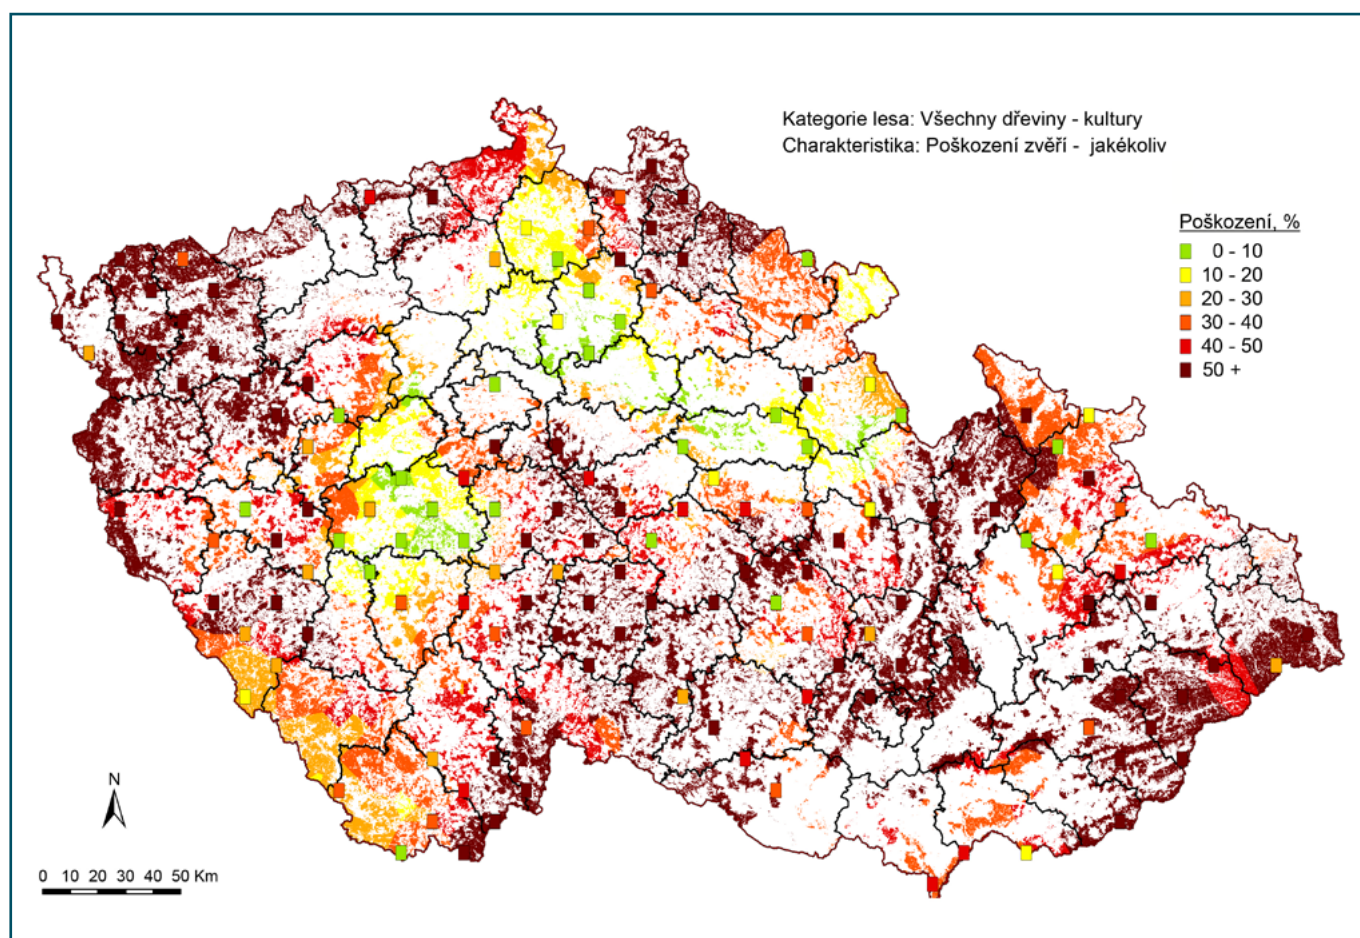 Kategorie lesa: Všechny dřeviny - kultury
Charakteristika: Poškození zvěří - jakékoliv
Poškození, %
0 - 10
10 - 20
20 - 30
30 - 40
40 - 50
50 +
N
0 10 20 30 40 50 Km